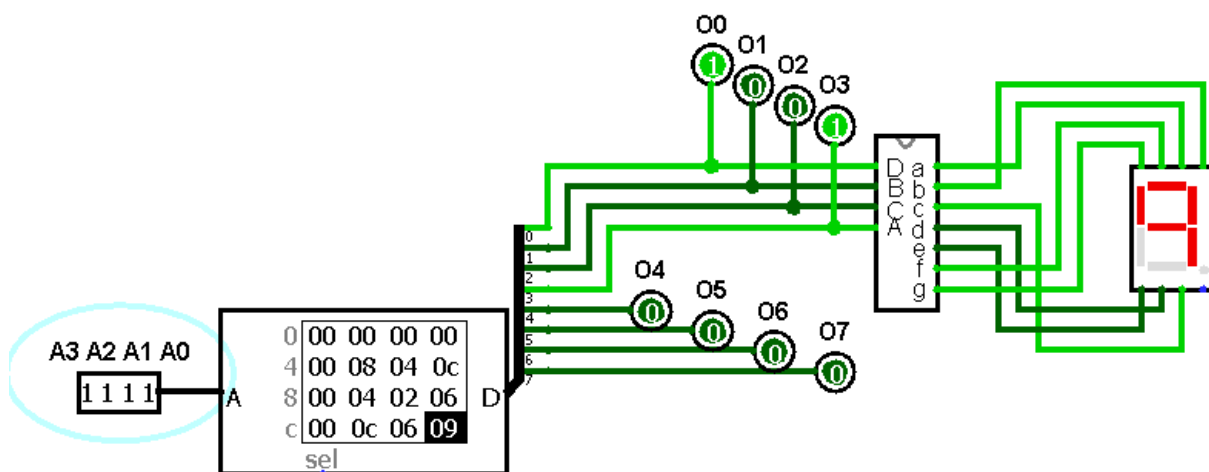 O0
O1
O2
O3
1
0
0
1
D a
B b
C c
A d
e
f
g
0
1
2
3
4
5
6
7
O4
O5
O6
O7
0
0
0
0
A3 A2 A1 A0
1 1 1 1
A
0 00 00 00 00
4 00 08 04 0c
8 00 04 02 06
c 00 0c 06 09
D
sel
9